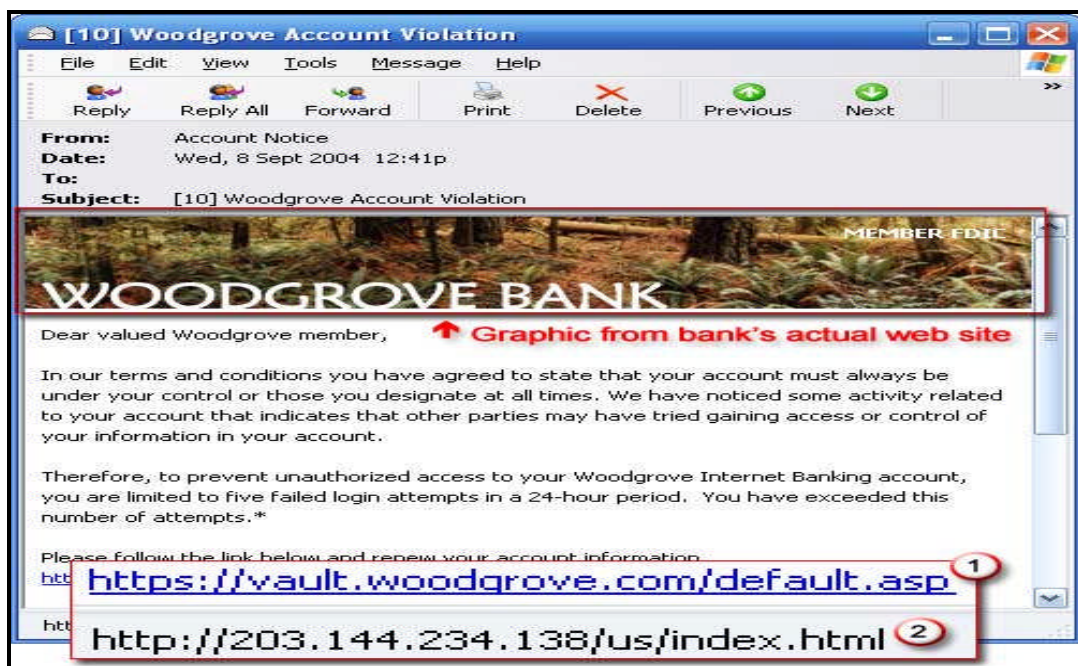 [10] Woodgrove Account Violation
File Edit View Tools Message Help
Reply Reply All Forward Print Delete Previous Next
From: Account Notice
Date: Wed, 8 Sept 2004 12:41p
To:
Subject: [10] Woodgrove Account Violation
MEMBER FDIC
WOODGROVE BANK
Dear valued Woodgrove member,
Graphic from bank's actual web site
In our terms and conditions you have agreed to state that your account must always be
under your control or those you designate at all times. We have noticed some activity related
to your account that indicates that other parties may have tried gaining access or control of
your information in your account.
Therefore, to prevent unauthorized access to your Woodgrove Internet Banking account,
you are limited to five failed login attempts in a 24-hour period. You have exceeded this
number of attempts.*
Please follow the link below and renew your account information
https://vault.woodgrove.com/default.asp 1
http://203.144.234.138/us/index.html 2